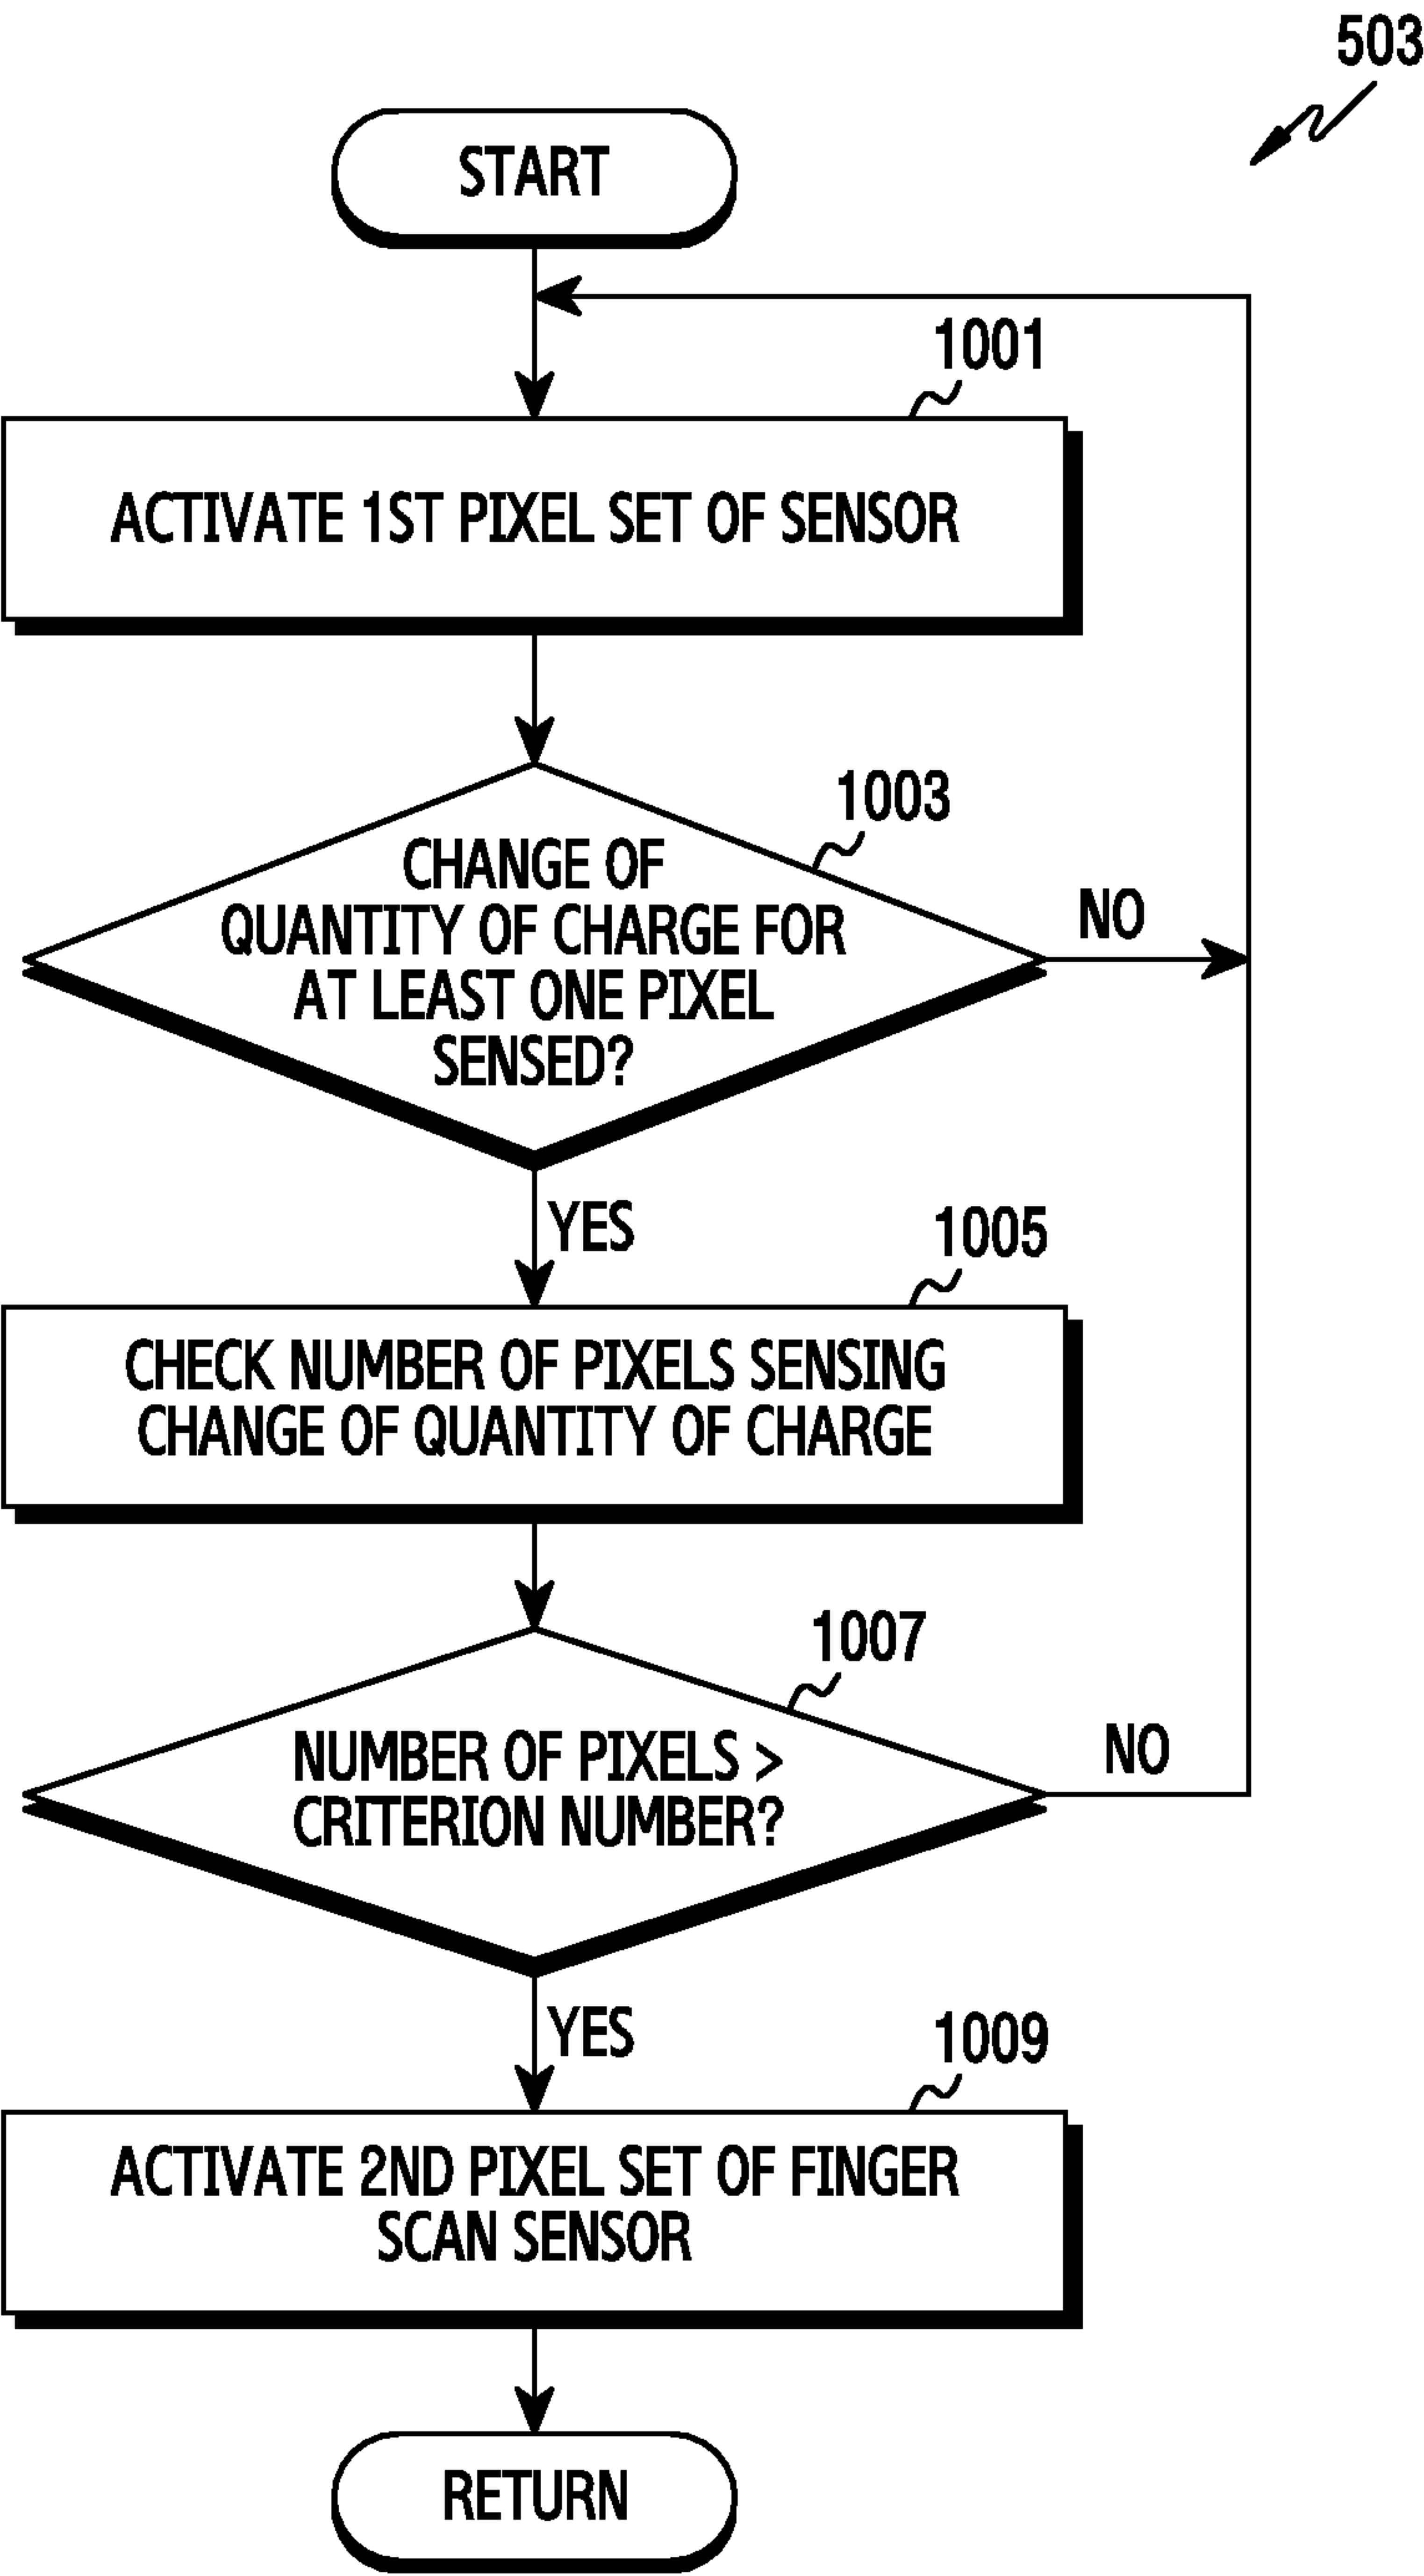 503
START
1001
ACTIVATE 1ST PIXEL SET OF SENSOR
1003
CHANGE OF
QUANTITY OF CHARGE FOR
AT LEAST ONE PIXEL
SENSED?
NO
YES
1005
CHECK NUMBER OF PIXELS SENSING
CHANGE OF QUANTITY OF CHARGE
1007
NUMBER OF PIXELS >
CRITERION NUMBER?
NO
YES
1009
ACTIVATE 2ND PIXEL SET OF FINGER
SCAN SENSOR
RETURN